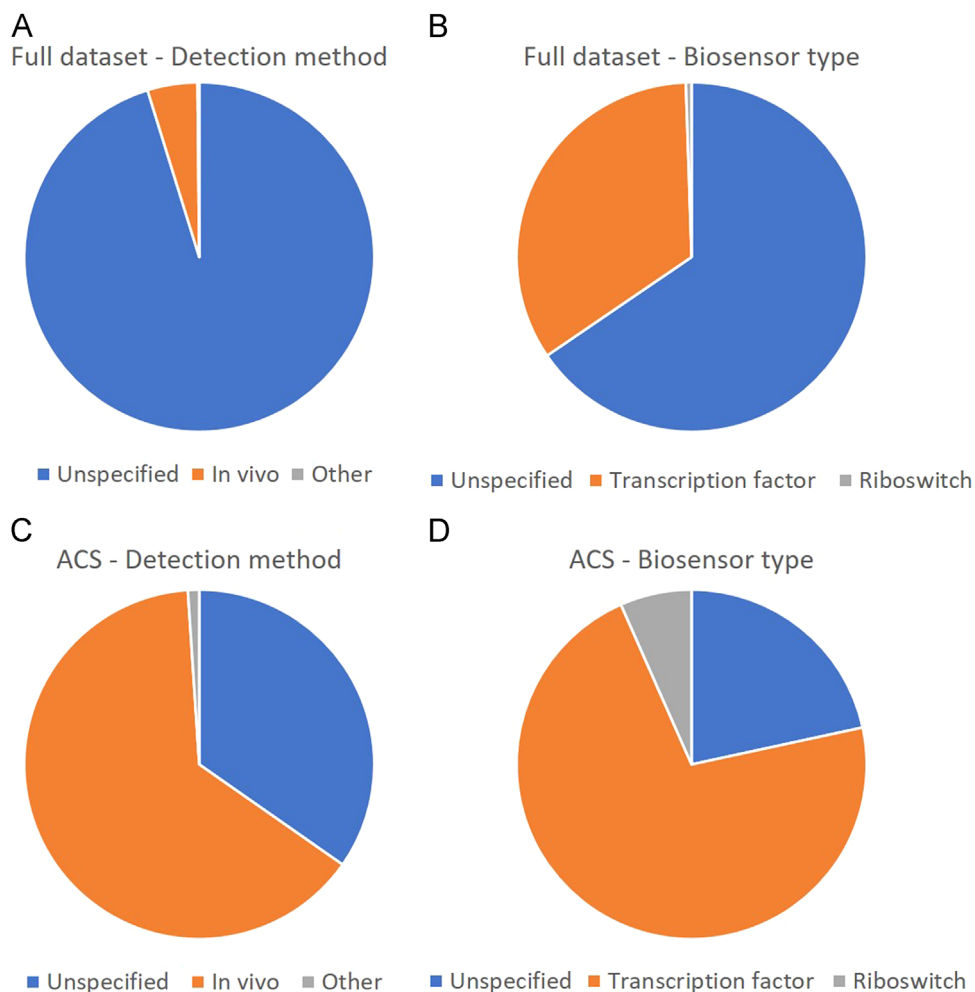 A
Full dataset - Detection method
B
Full dataset - Biosensor type
Unspecified In vivo Other
Unspecified Transcription factor Riboswitch
C
ACS - Detection method
D
ACS - Biosensor type
Unspecified In vivo Other
Unspecified Transcription factor Riboswitch